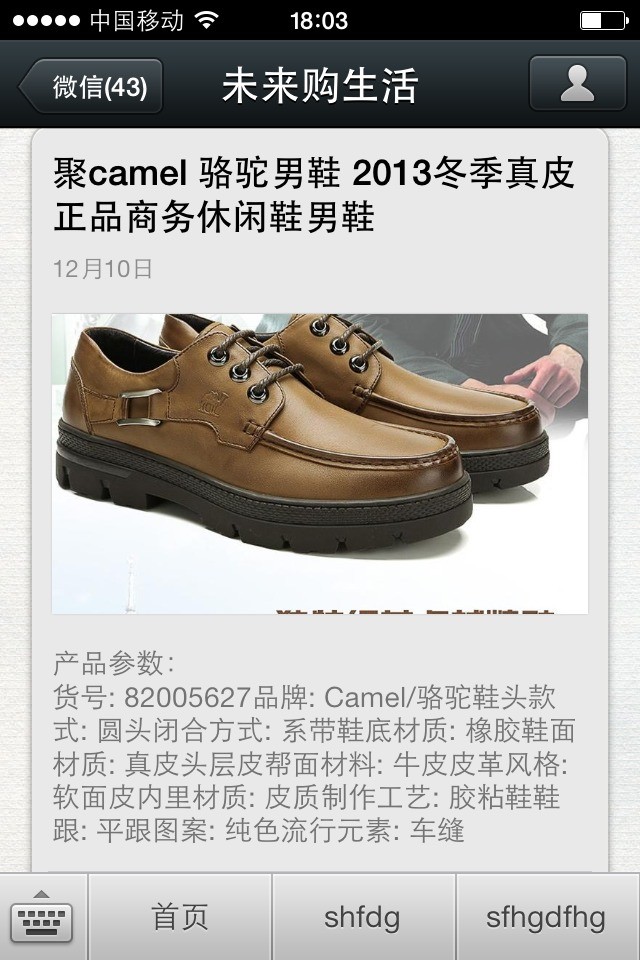 中国移动 18:03
微信(43) 未来购生活
聚camel 骆驼男鞋 2013冬季真皮
正品商务休闲鞋男鞋
12月10日
产品参数：
货号: 82005627品牌: Camel/骆驼鞋头款
式: 圆头闭合方式: 系带鞋底材质: 橡胶鞋面
材质: 真皮头层皮帮面材料: 牛皮皮革风格:
软面皮内里材质: 皮质制作工艺: 胶粘鞋鞋
跟: 平跟图案: 纯色流行元素: 车缝
首页 shfdg sfhgdfhg